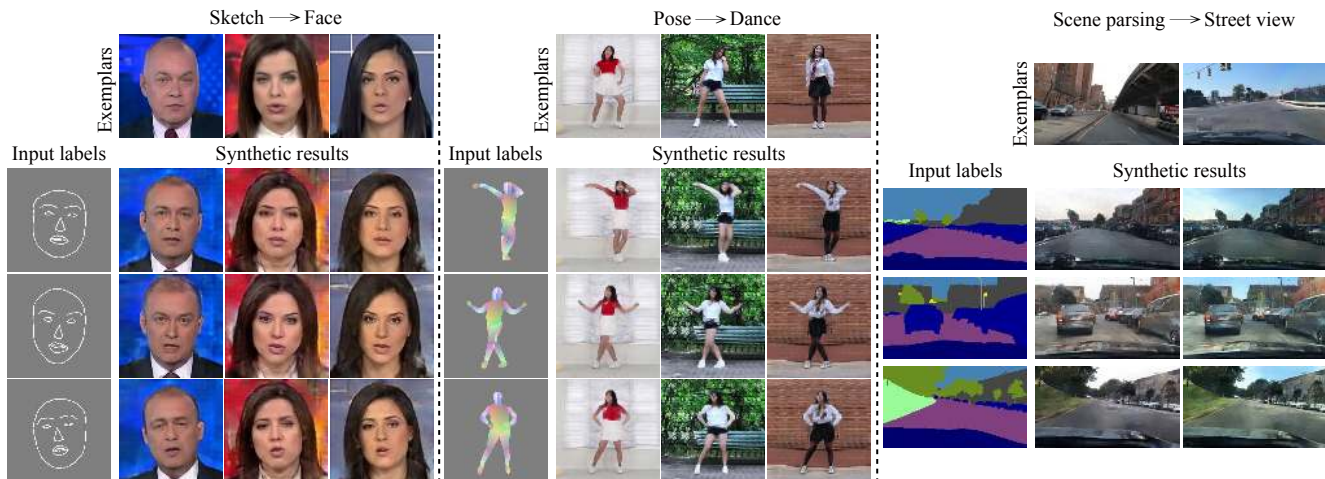 Sketch → Face
Exemplars
Input labels
Synthetic results
Pose → Dance
Exemplars
Input labels
Synthetic results
Scene parsing → Street view
Exemplars
Input labels
Synthetic results